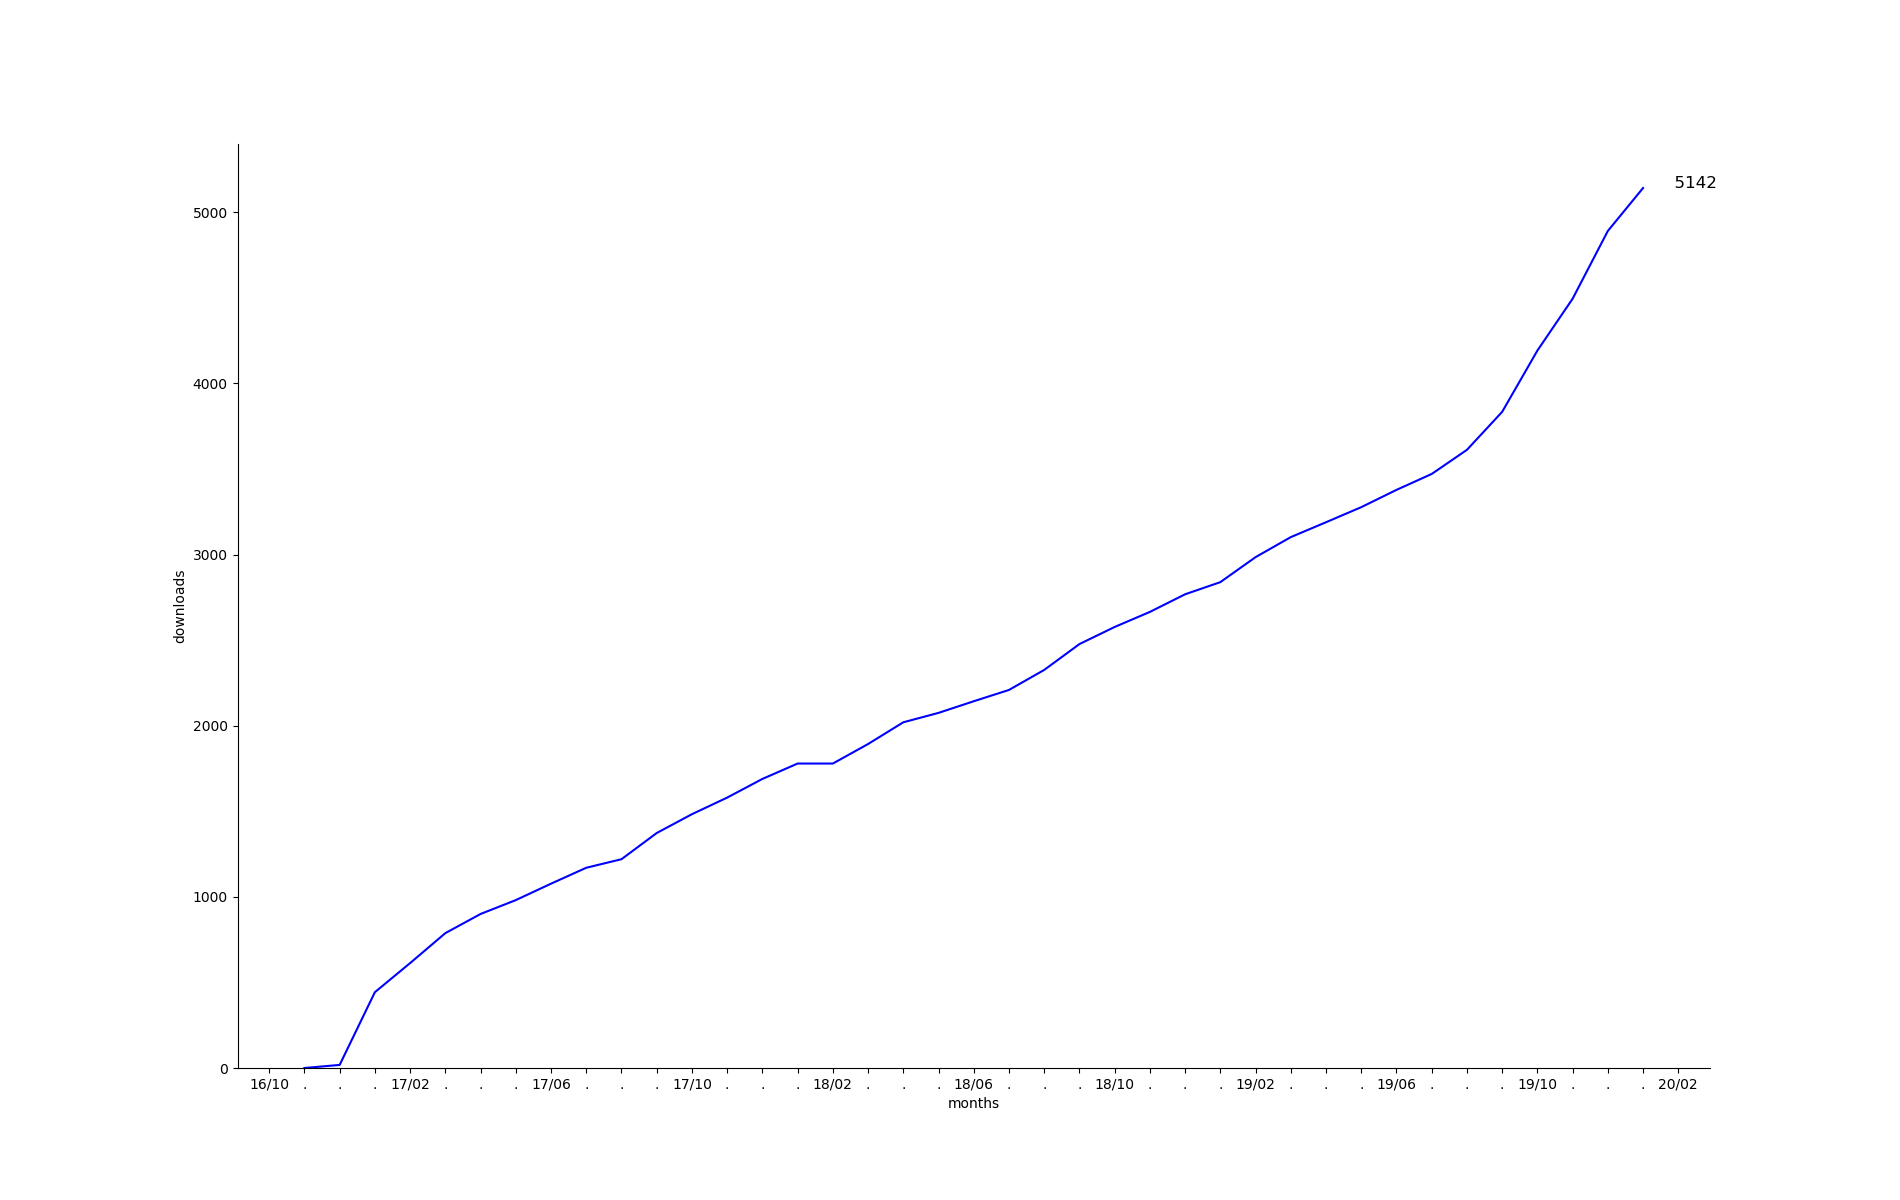 5142
5000
4000
3000
2000
1000
0
downloads
16/10 . . . 17/02 . . . 17/06 . . . 17/10 . . . 18/02 . . . 18/06 . . . 18/10 . . . 19/02 . . . 19/06 . . . 19/10 . . . 20/02
months